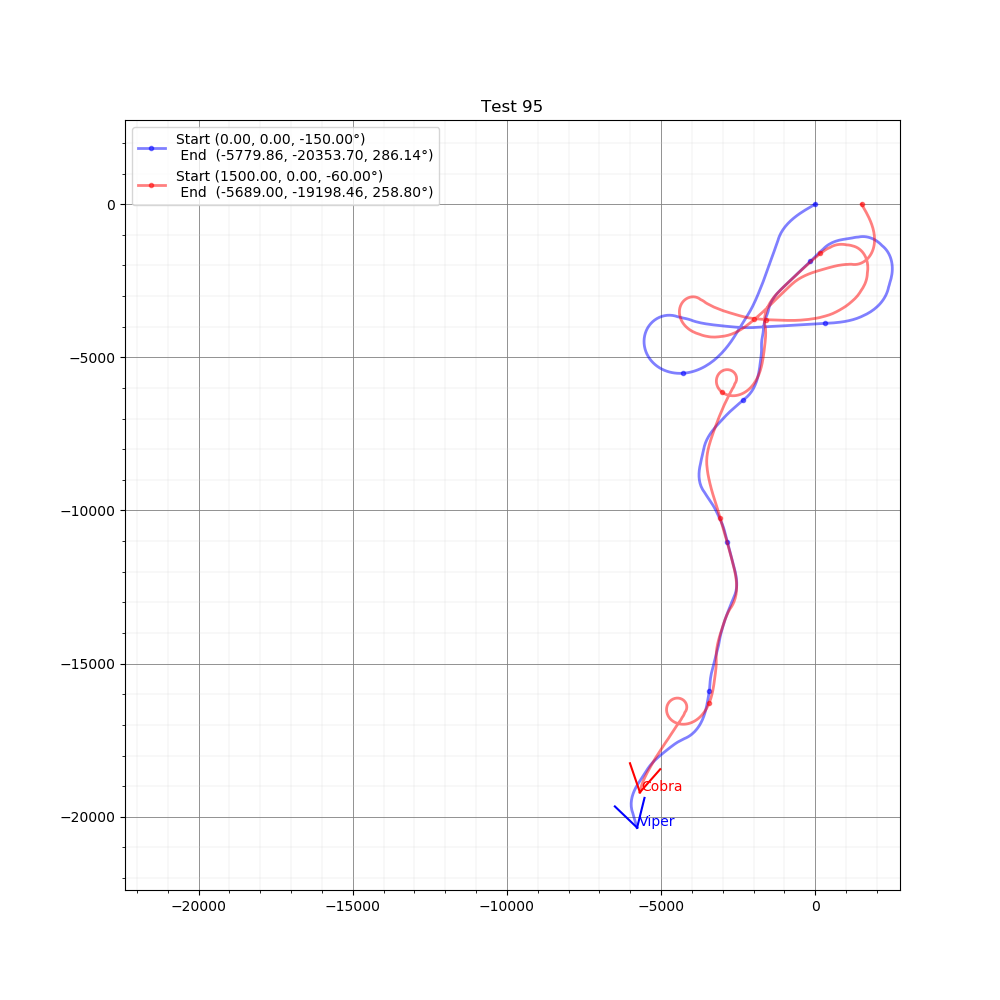 Test 95
Start (0.00, 0.00, -150.00°)
End (-5779.86, -20353.70, 286.14°)
Start (1500.00, 0.00, -60.00°)
End (-5689.00, -19198.46, 258.80°)
0
−5000
−10000
−15000
−20000
Cobra
Viper
−20000
−15000
−10000
−5000
0